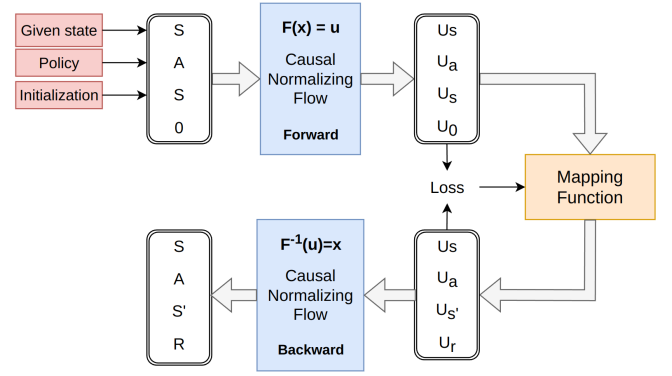 Given state
Policy
Initialization
S
A
S
0
F(x) = u
Causal
Normalizing
Flow
Forward
Us
Ua
Us
U0
Loss
Mapping
Function
S
A
S'
R
F-1(u)=x
Causal
Normalizing
Flow
Backward
Us
Ua
Us'
Ur